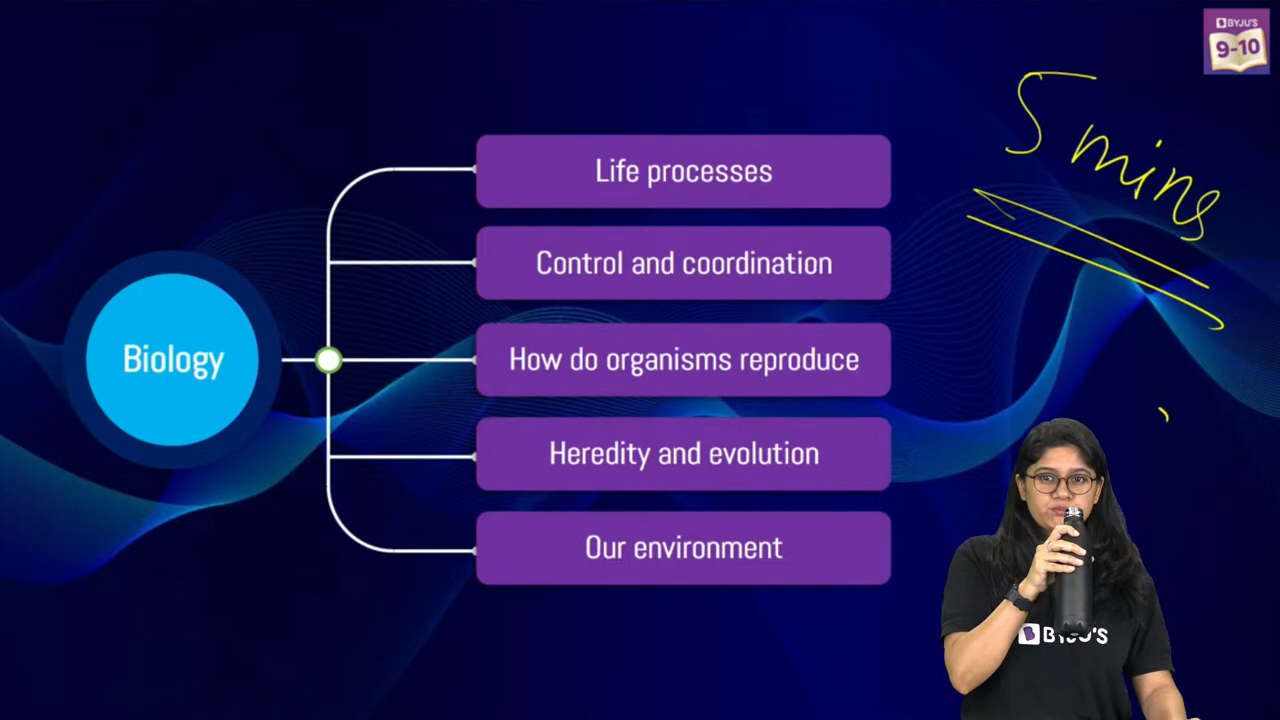 BYJU'S
9-10
5 mins
Life processes
Control and coordination
How do organisms reproduce
Biology
Heredity and evolution
Our environment
BYJU'S